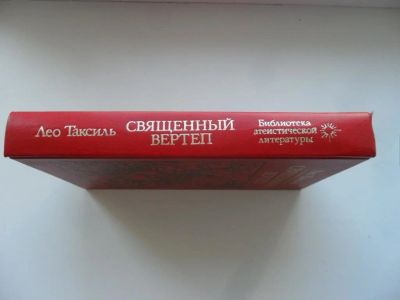 Лео Таксиль
СВЯЩЕННЫЙ
ВЕРТЕП
Библиотека
атеистической
литературы